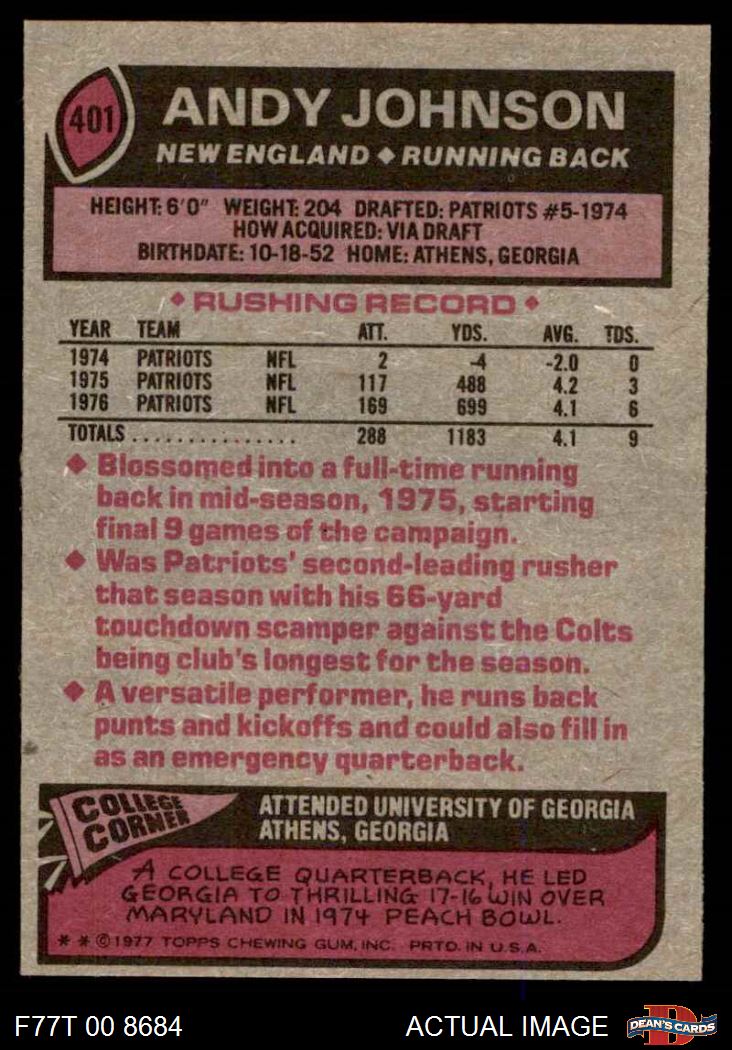 401
ANDY JOHNSON
NEW ENGLAND ◆ RUNNING BACK
HEIGHT: 6'0" WEIGHT: 204 DRAFTED: PATRIOTS #5-1974
HOW ACQUIRED: VIA DRAFT
BIRTHDATE: 10-18-52 HOME: ATHENS, GEORGIA
◆ RUSHING RECORD ◆
YEAR TEAM ATT. YDS. AVG. TDS.
1974 PATRIOTS NFL 2 -4 -2.0 0
1975 PATRIOTS NFL 117 488 4.2 3
1976 PATRIOTS NFL 169 699 4.1 6
TOTALS ................ 288 1183 4.1 9
◆ Blossomed into a full-time running
back in mid-season, 1975, starting
final 9 games of the campaign.
◆ Was Patriots' second-leading rusher
that season with his 66-yard
touchdown scamper against the Colts
being club's longest for the season.
◆ A versatile performer, he runs back
punts and kickoffs and could also fill in
as an emergency quarterback.
COLLEGE
CORNER
ATTENDED UNIVERSITY OF GEORGIA
ATHENS, GEORGIA
A COLLEGE QUARTERBACK, HE LED
GEORGIA TO THRILLING 17-16 WIN OVER
MARYLAND IN 1974 PEACH BOWL.
* * © 1977 TOPPS CHEWING GUM, INC. PRTD. IN U.S.A.
F77T 00 8684 ACTUAL IMAGE
D
DEAN'S CARDS